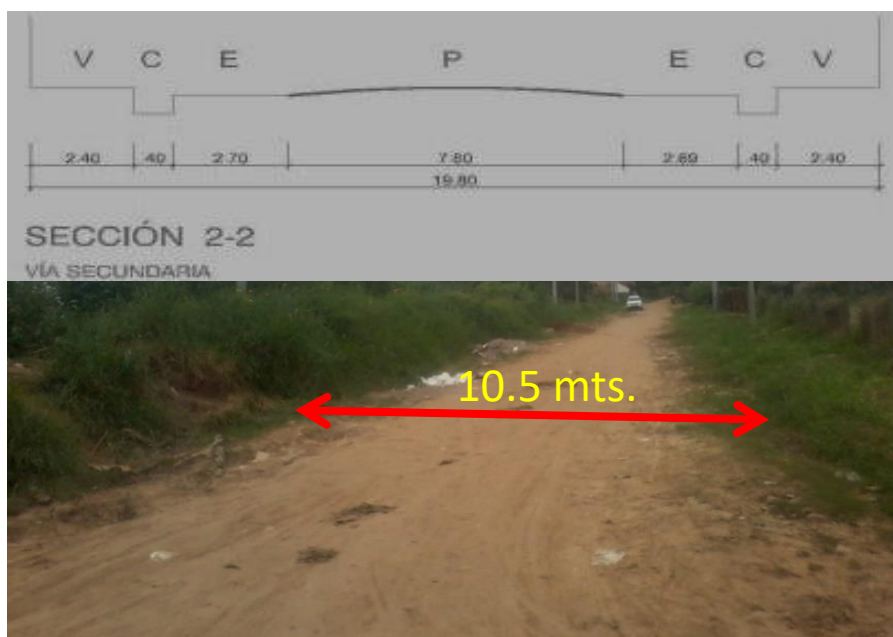 V C E P E C V
2.40 .40 2.70 7.80 2.69 .40 2.40
19.80
SECCIÓN 2-2
VÍA SECUNDARIA
10.5 mts.